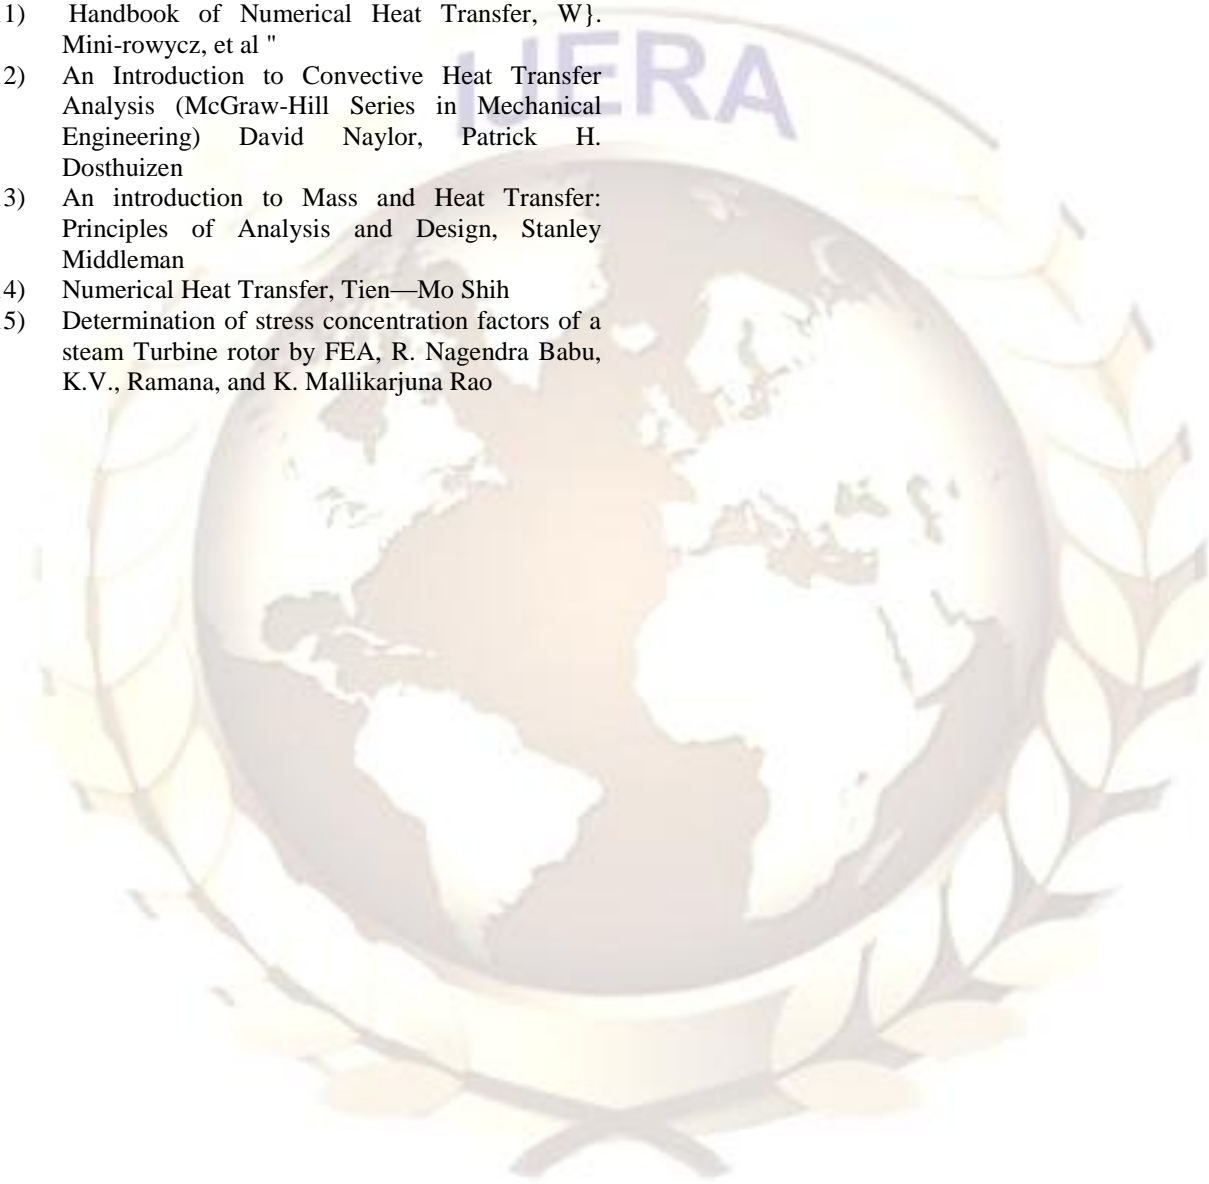 1) Handbook of Numerical Heat Transfer, W}.
Mini-rowycz, et al "
2) An Introduction to Convective Heat Transfer
Analysis (McGraw-Hill Series in Mechanical
Engineering) David Naylor, Patrick H.
Dosthuizen
3) An introduction to Mass and Heat Transfer:
Principles of Analysis and Design, Stanley
Middleman
4) Numerical Heat Transfer, Tien—Mo Shih
5) Determination of stress concentration factors of a
steam Turbine rotor by FEA, R. Nagendra Babu,
K.V., Ramana, and K. Mallikarjuna Rao
IJERA